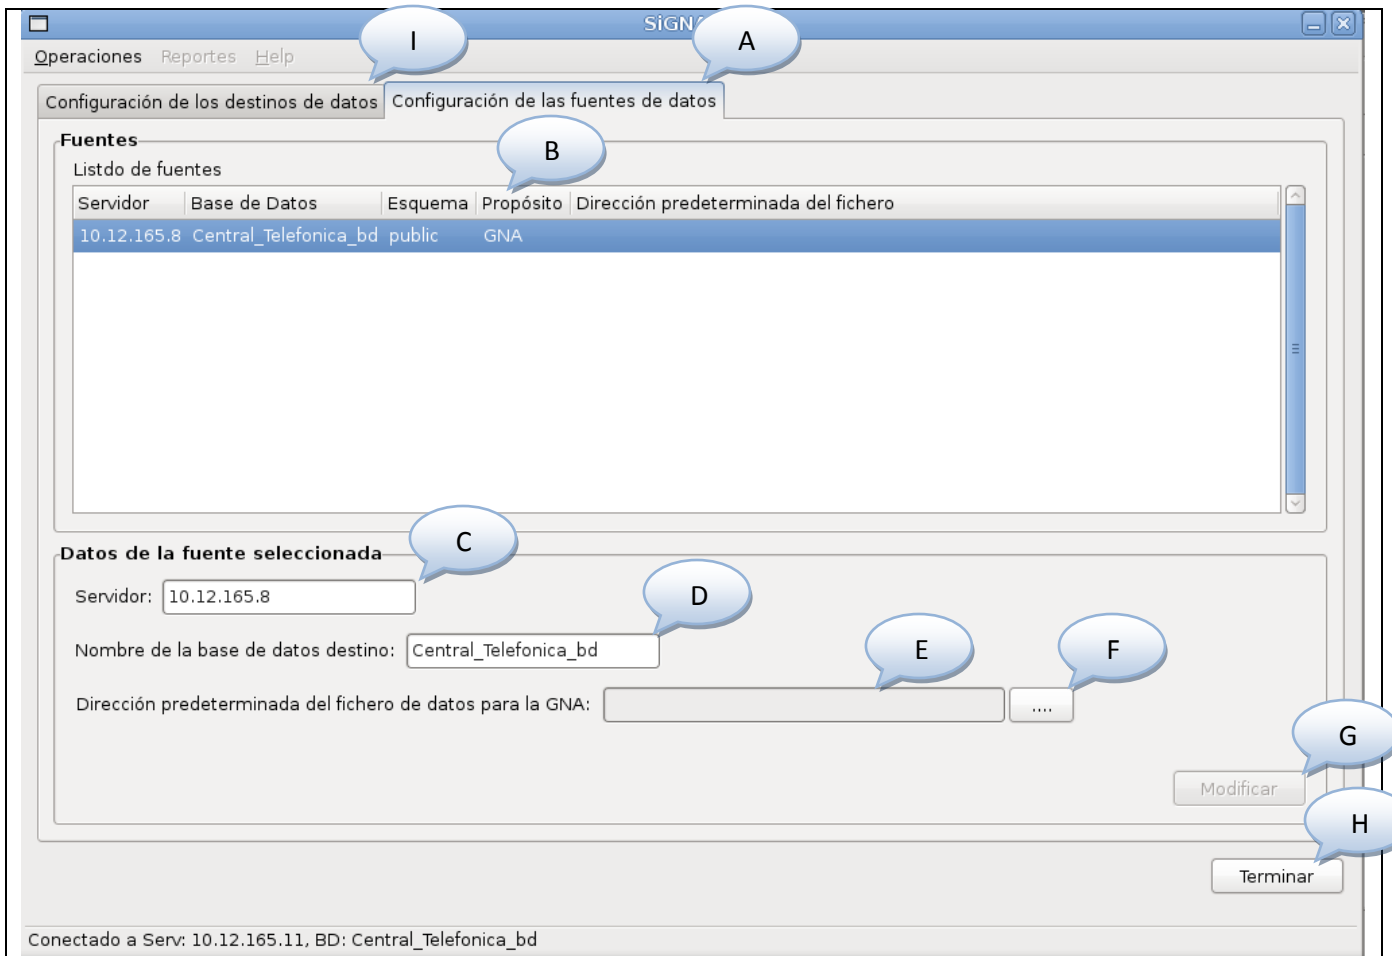 I
A
Operaciones Reportes Help
Configuración de los destinos de datos Configuración de las fuentes de datos
Fuentes
B
Listdo de fuentes
Servidor Base de Datos Esquema Propósito Dirección predeterminada del fichero
10.12.165.8 Central_Telefonica_bd public GNA
C
Datos de la fuente seleccionada
Servidor: 10.12.165.8
D
Nombre de la base de datos destino: Central_Telefonica_bd
E
F
Dirección predeterminada del fichero de datos para la GNA: ....
G
Modificar
H
Terminar
Conectado a Serv: 10.12.165.11, BD: Central_Telefonica_bd